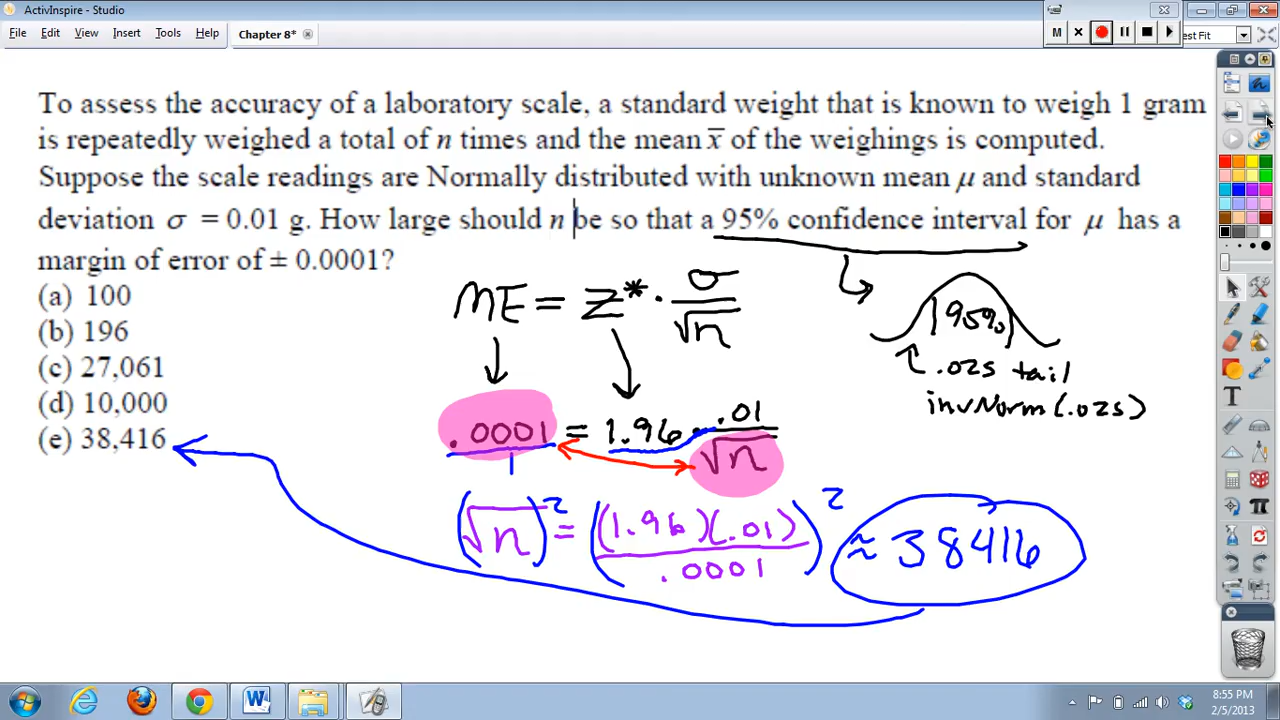 ActivInspire - Studio
File Edit View Insert Tools Help Chapter 8*
M
est Fit
To assess the accuracy of a laboratory scale, a standard weight that is known to weigh 1 gram
is repeatedly weighed a total of n times and the mean x̅ of the weighings is computed.
Suppose the scale readings are Normally distributed with unknown mean μ and standard
deviation σ = 0.01 g. How large should n be so that a 95% confidence interval for μ has a
margin of error of ± 0.0001?
(a) 100
(b) 196
(c) 27,061
(d) 10,000
(e) 38,416
ME = Z* · σ/√n
95%
.025 tail
invNorm(.025)
.0001 = 1.96 · .01/√n
(√n)² = ((1.96)(.01)/.0001)² ≈ 38416
8:55 PM
2/5/2013